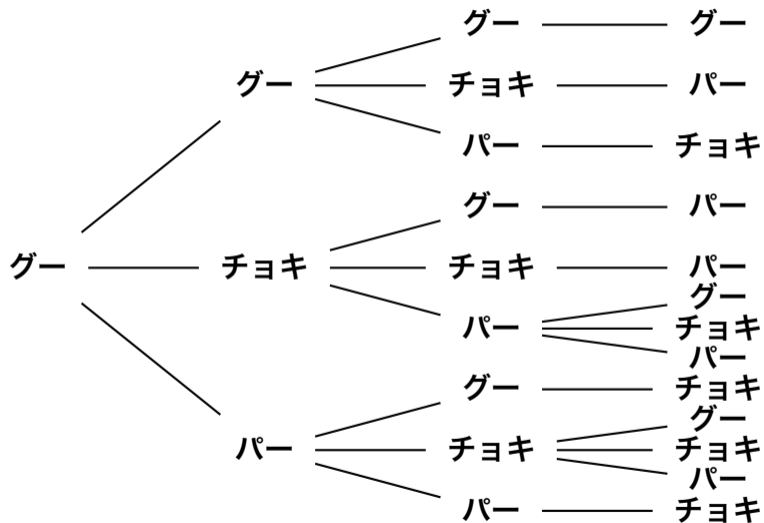 グー グー
グー チョキ パー
パー チョキ
グー パー
グー チョキ チョキ パー
グー
パー チョキ
パー
グー チョキ
グー
パー チョキ チョキ
パー
パー チョキ